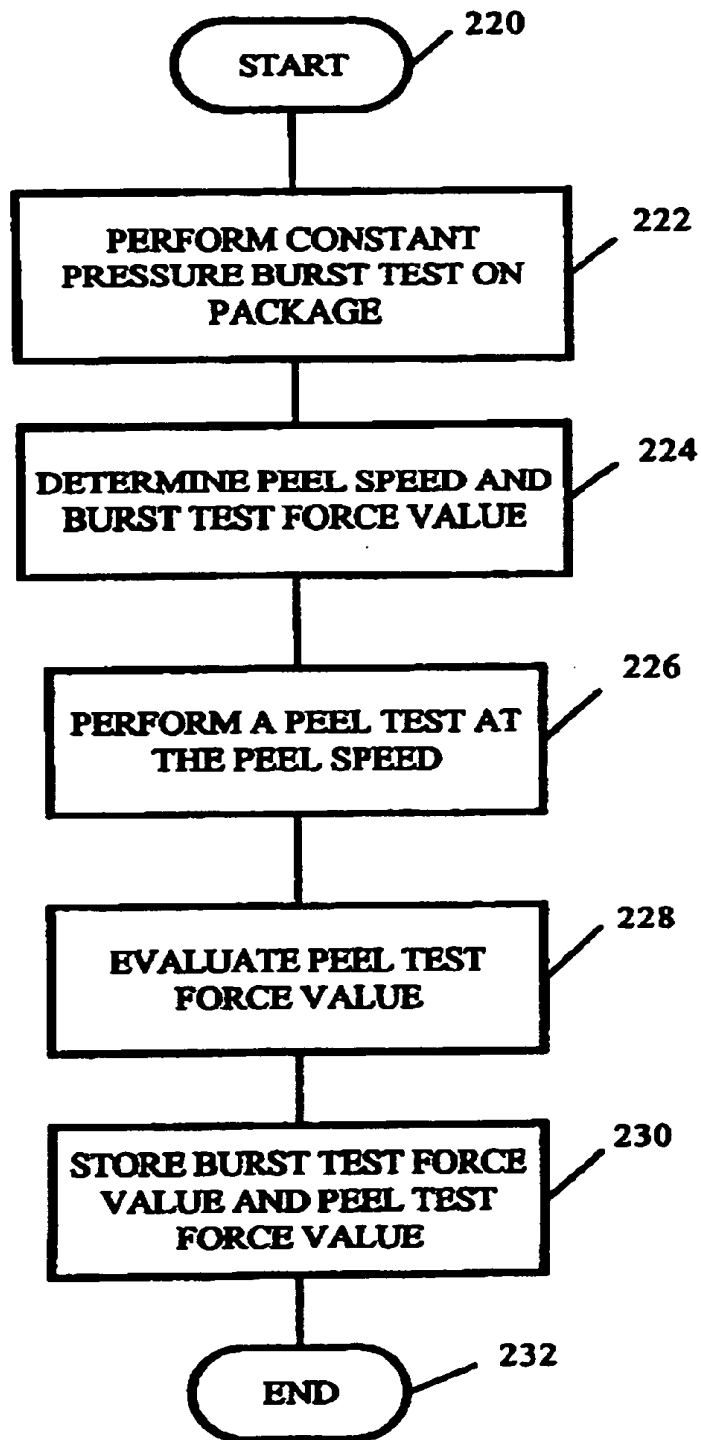 START
220
PERFORM CONSTANT
PRESSURE BURST TEST ON
PACKAGE
222
DETERMINE PEEL SPEED AND
BURST TEST FORCE VALUE
224
PERFORM A PEEL TEST AT
THE PEEL SPEED
226
EVALUATE PEEL TEST
FORCE VALUE
228
STORE BURST TEST FORCE
VALUE AND PEEL TEST
FORCE VALUE
230
END
232